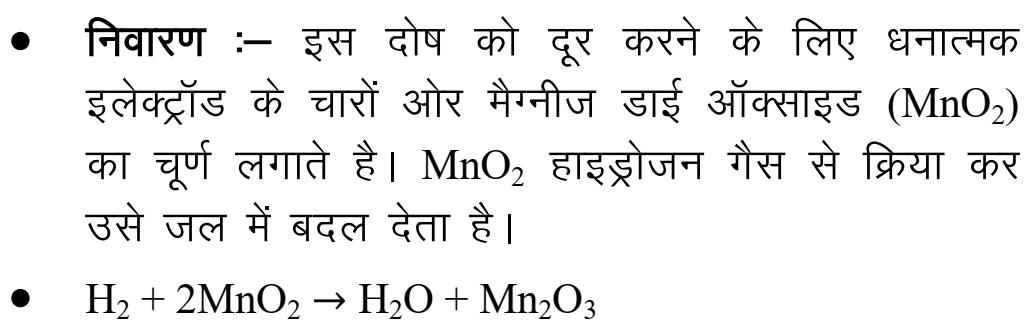 • निवारण :– इस दोष को दूर करने के लिए धनात्मक
इलेक्ट्रॉड के चारों ओर मैग्नीज डाई ऑक्साइड (MnO₂)
का चूर्ण लगाते है। MnO₂ हाइड्रोजन गैस से क्रिया कर
उसे जल में बदल देता है।
• H₂ + 2MnO₂ → H₂O + Mn₂O₃